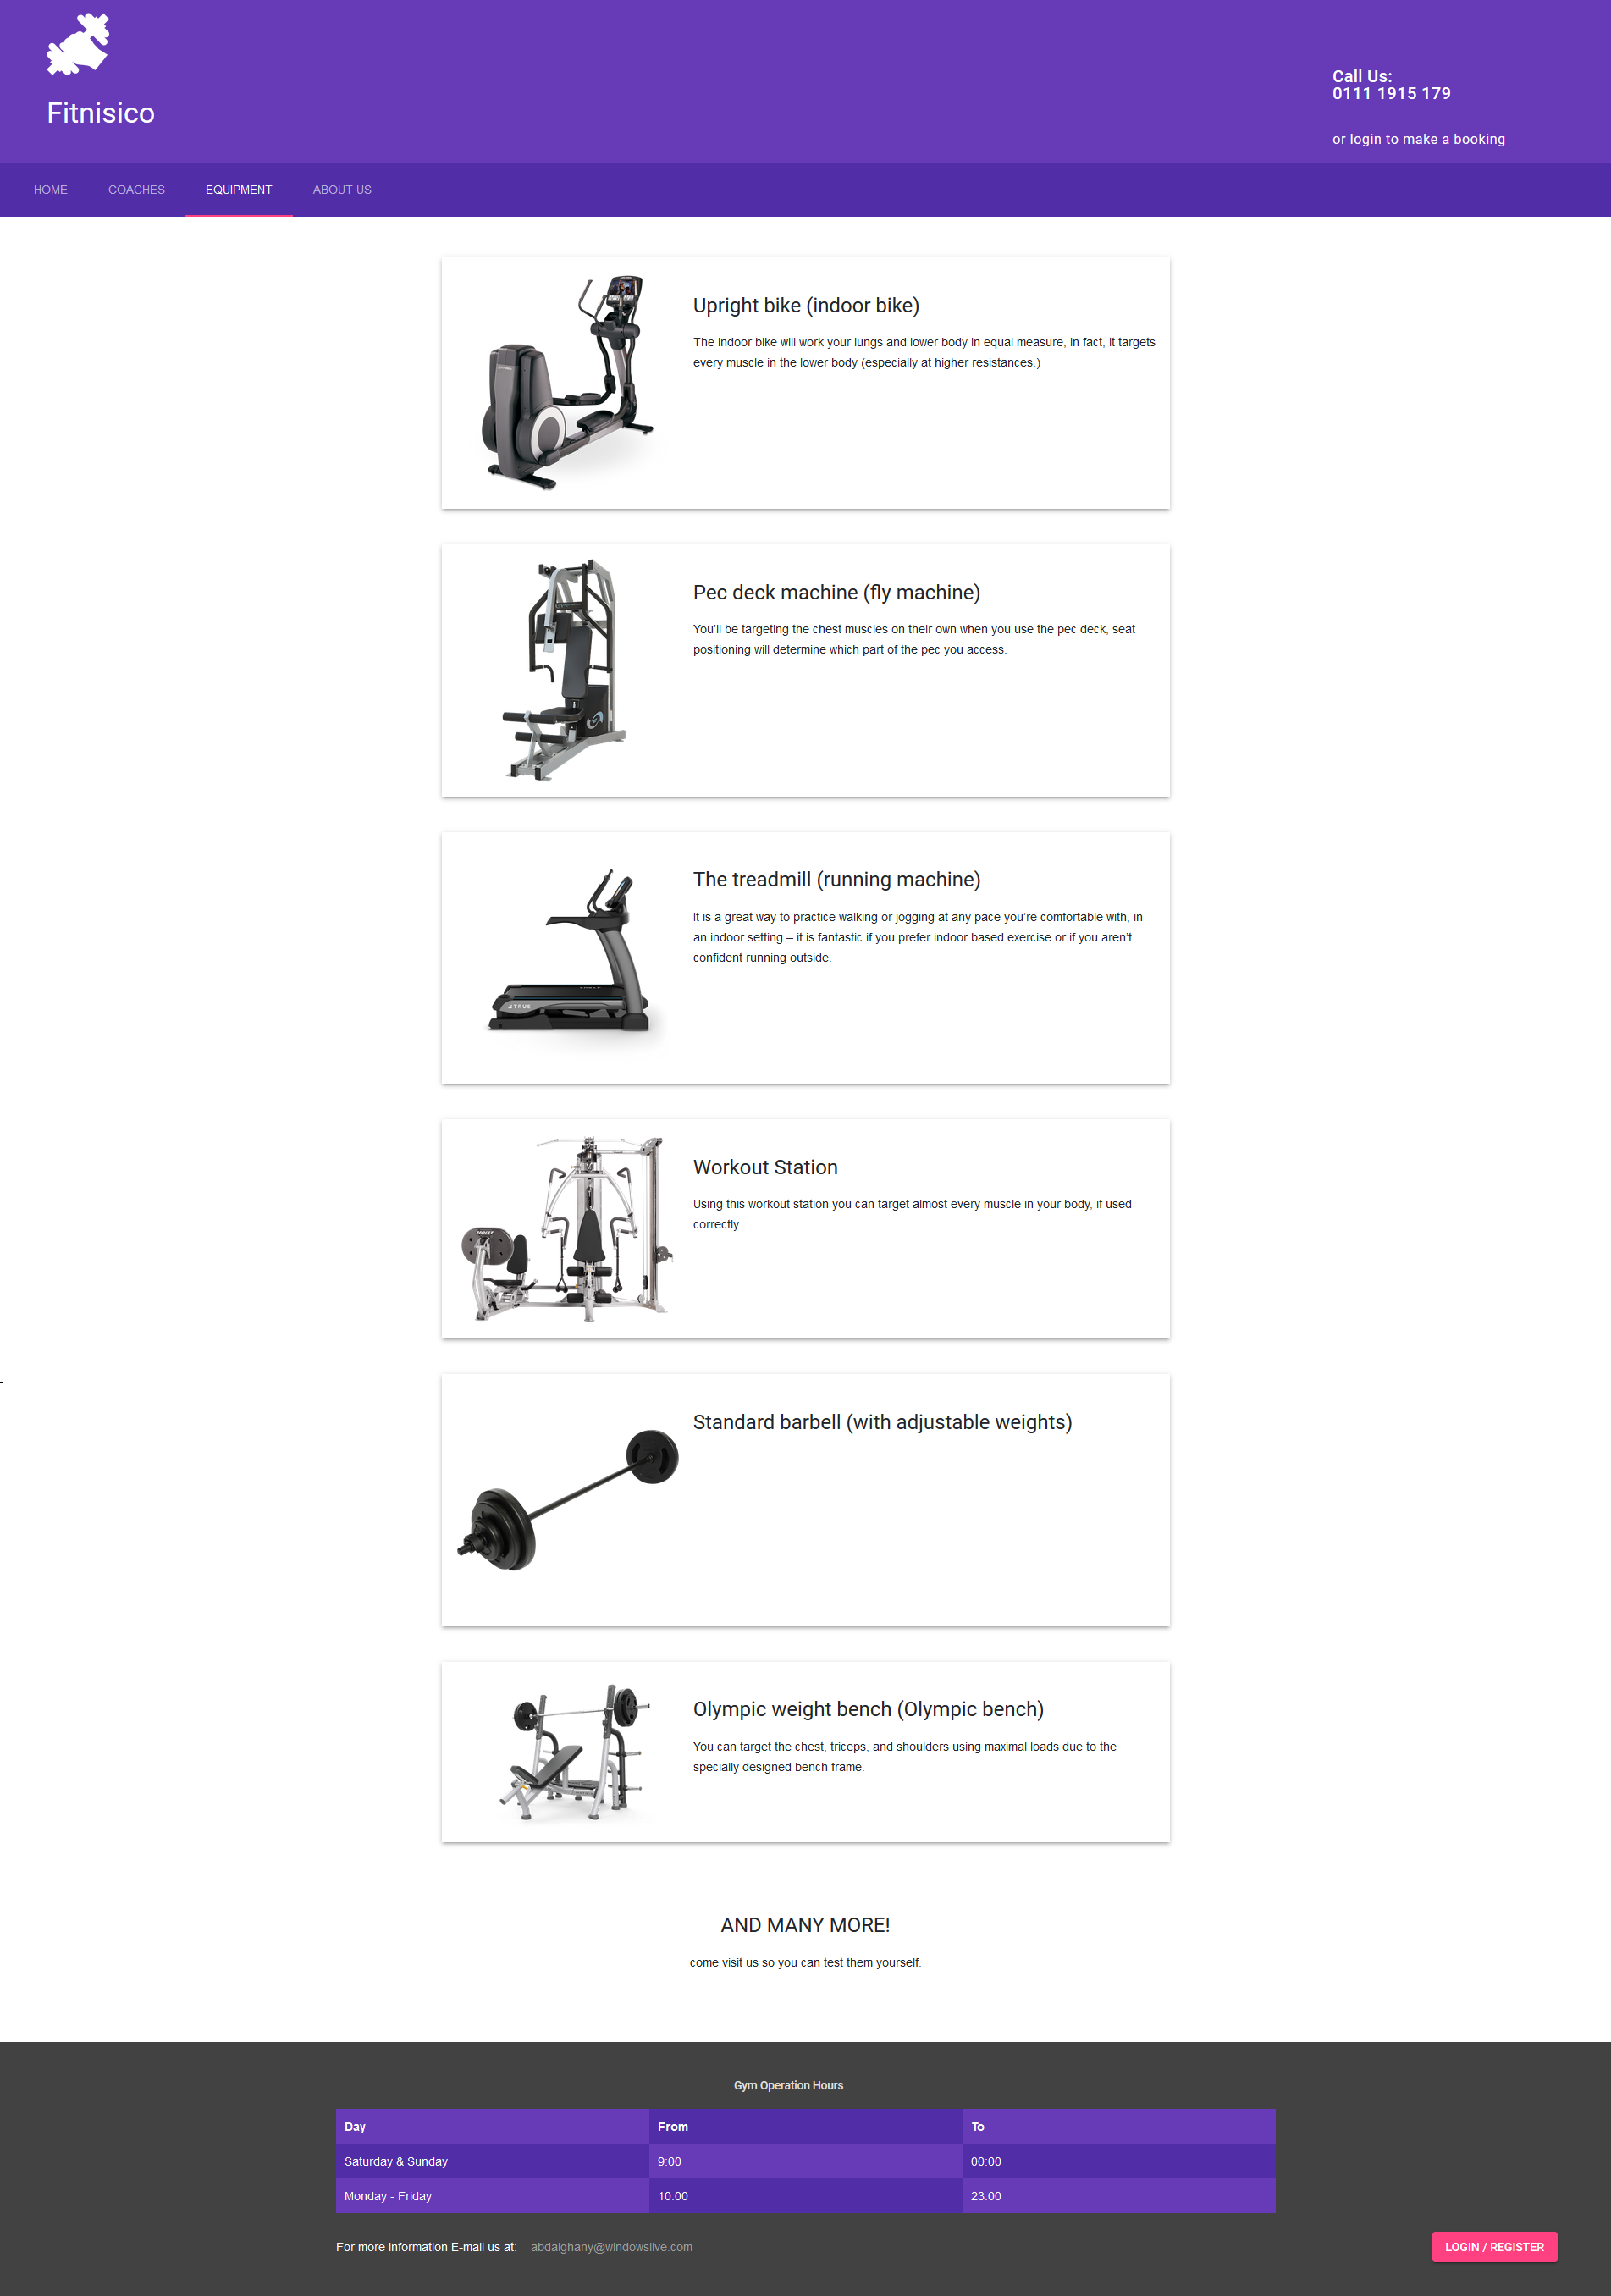 Fitnisico
Call Us:
0111 1915 179
or login to make a booking
HOME COACHES EQUIPMENT ABOUT US
Upright bike (indoor bike)
The indoor bike will work your lungs and lower body in equal measure, in fact, it targets
every muscle in the lower body (especially at higher resistances.)
Pec deck machine (fly machine)
You'll be targeting the chest muscles on their own when you use the pec deck, seat
positioning will determine which part of the pec you access.
The treadmill (running machine)
It is a great way to practice walking or jogging at any pace you're comfortable with, in
an indoor setting – it is fantastic if you prefer indoor based exercise or if you aren't
confident running outside.
TRUE
Workout Station
Using this workout station you can target almost every muscle in your body, if used
correctly.
-
Standard barbell (with adjustable weights)
Olympic weight bench (Olympic bench)
You can target the chest, triceps, and shoulders using maximal loads due to the
specially designed bench frame.
AND MANY MORE!
come visit us so you can test them yourself.
Gym Operation Hours
Day From To
Saturday & Sunday 9:00 00:00
Monday - Friday 10:00 23:00
For more information E-mail us at: abdalghany@windowslive.com
LOGIN / REGISTER